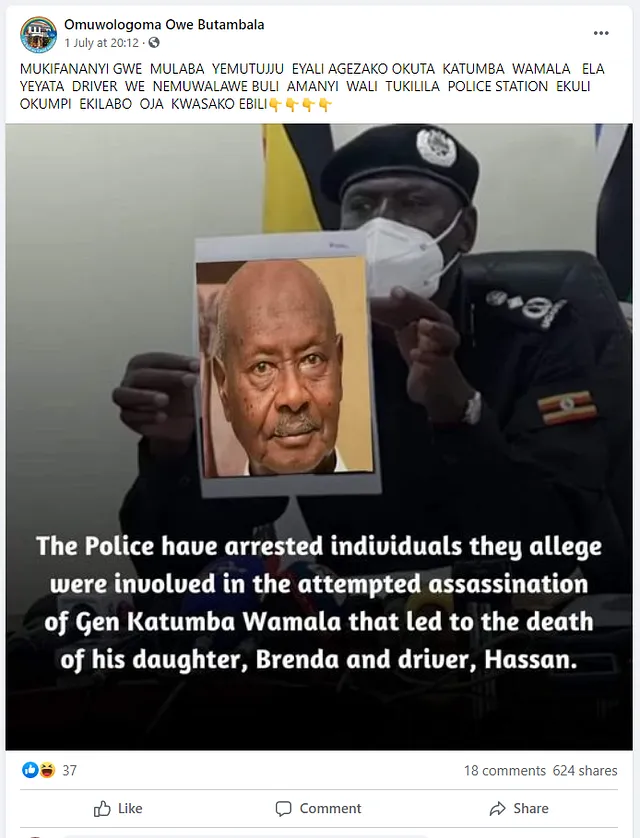 Omuwologoma Owe Butambala
1 July at 20:12 ·
MUKIFANANYI GWE MULABA YEMUTUJJU EYALI AGEZAKO OKUTA KATUMBA WAMALA ELA
YEYATA DRIVER WE NEMUWALAWE BULI AMANYI WALI TUKILILA POLICE STATION EKULI
OKUMPI EKILABO OJA KWASAKO EBILI👇👇👇👇
The Police have arrested individuals they allege
were involved in the attempted assassination
of Gen Katumba Wamala that led to the death
of his daughter, Brenda and driver, Hassan.
37
18 comments 624 shares
Like Comment Share